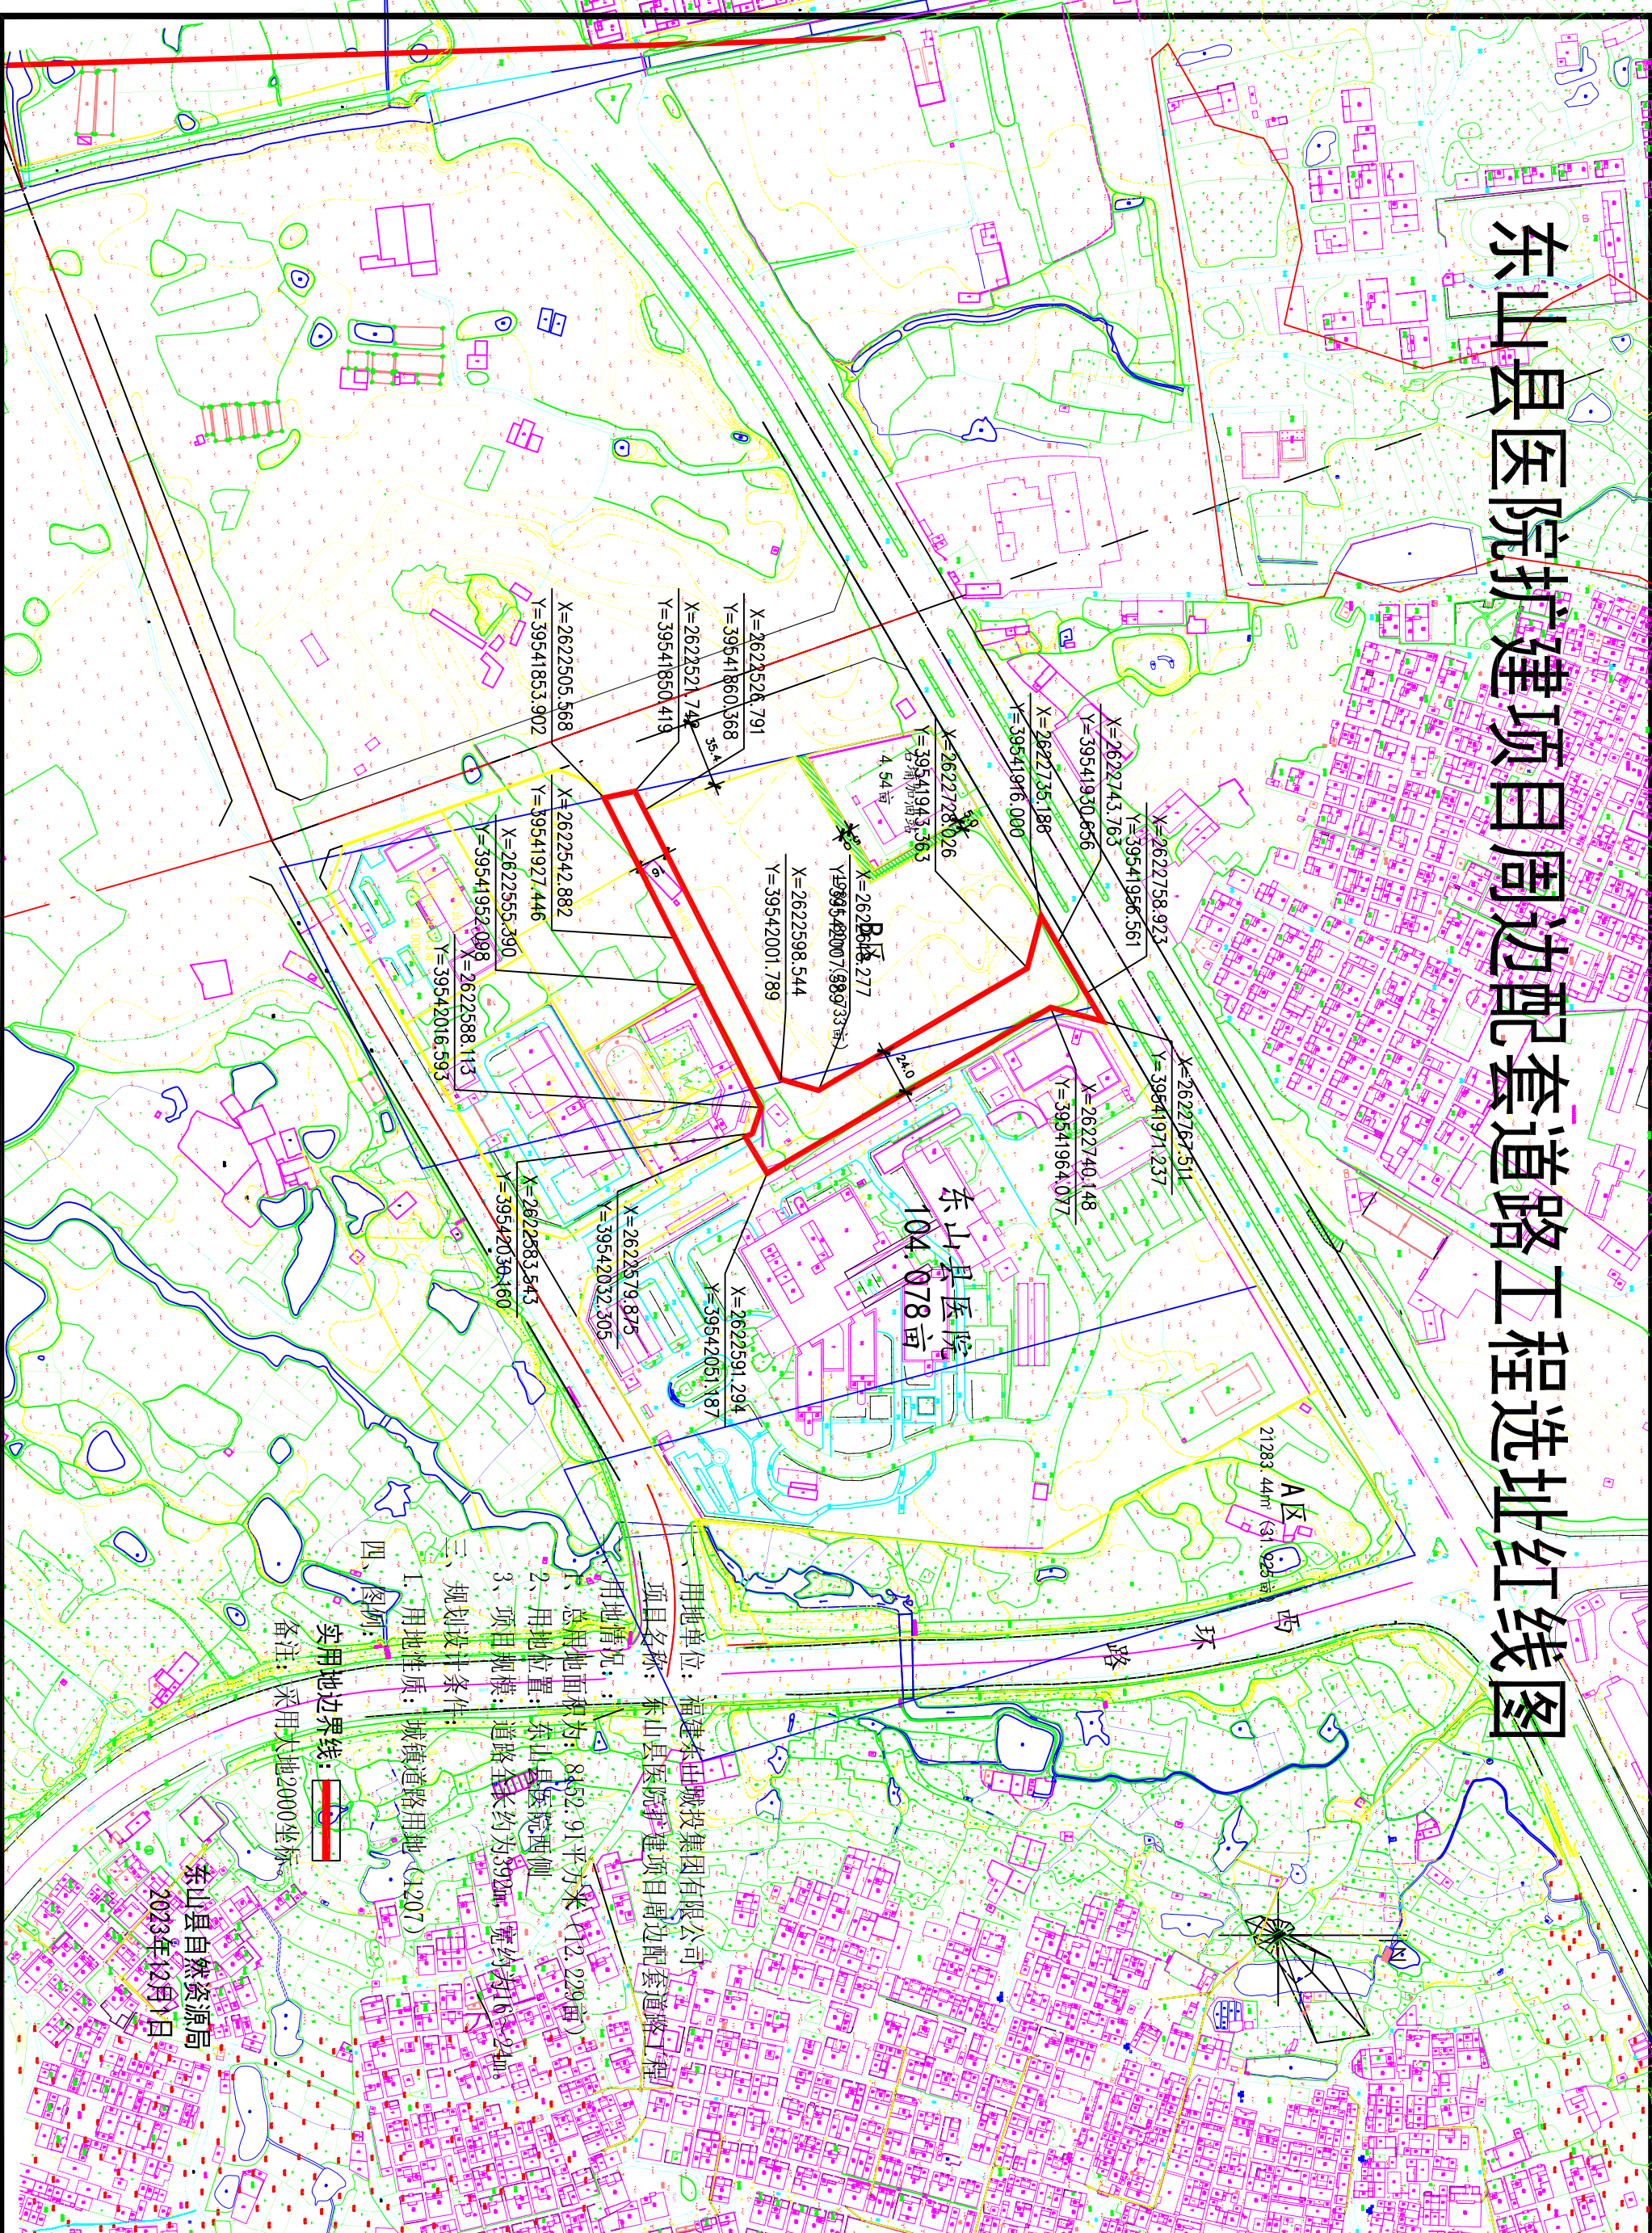 东山县医院扩建项目周边配套道路工程选址红线图
X=2622758.923
Y=39541956.561
X=2622743.763
Y=39541930.656
X=2622735.186
Y=39541916.000
X=2622728.026
Y=39541943.363
4.54亩
5.0
X=2622526.791
Y=39541860.368
X=2622521.742
Y=39541850.419
35.4
X=2622505.568
Y=39541853.902
X=2622767.511
Y=39541971.237
X=2622740.148
Y=39541964.077
B区
X=2622598.544
Y=39542001.789
16
24.0
X=2622542.882
Y=39541927.446
X=2622555.390
Y=39541952.098
X=2622588.113
Y=39542016.593
东山县医院
104.078亩
X=2622591.294
Y=39542051.187
X=2622579.875
Y=39542032.305
X=2622583.543
Y=39542030.160
A区
西环路
一、用地单位：福建东山城投集团有限公司
项目名称：东山县医院扩建项目周边配套道路工程
二、用地情况：
1、总用地面积为：8152.91平方米（12.229亩）
2、用地位置：东山县医院西侧
3、项目规模：道路全长约为392m，宽约为16-24m。
三、规划设计条件：
1.用地性质：城镇道路用地（1207）
四、图例：
实用地边界线：
备注：采用大地2000坐标。
东山县自然资源局
2023年12月1日